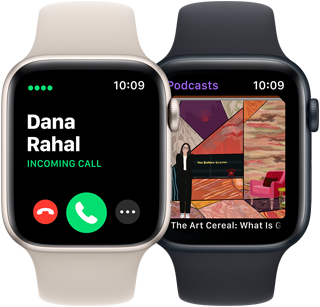 10:09
Dana
Rahal
INCOMING CALL
Podcasts
10:09
The Art Cereal: What Is G